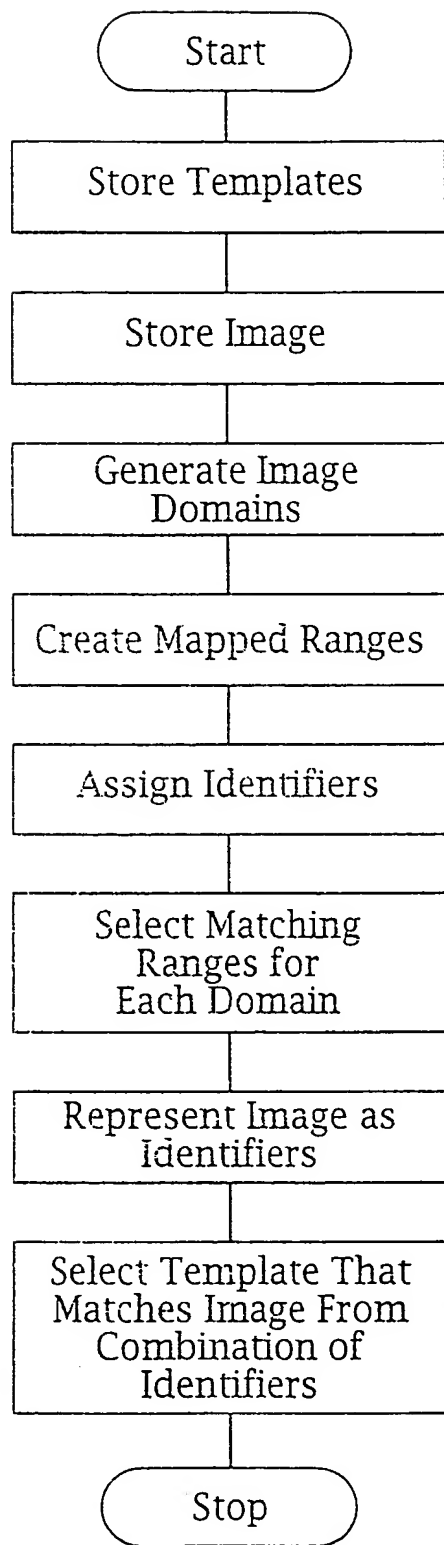 Start
Store Templates
Store Image
Generate Image
Domains
Create Mapped Ranges
Assign Identifiers
Select Matching
Ranges for
Each Domain
Represent Image as
Identifiers
Select Template That
Matches Image From
Combination of
Identifiers
Stop